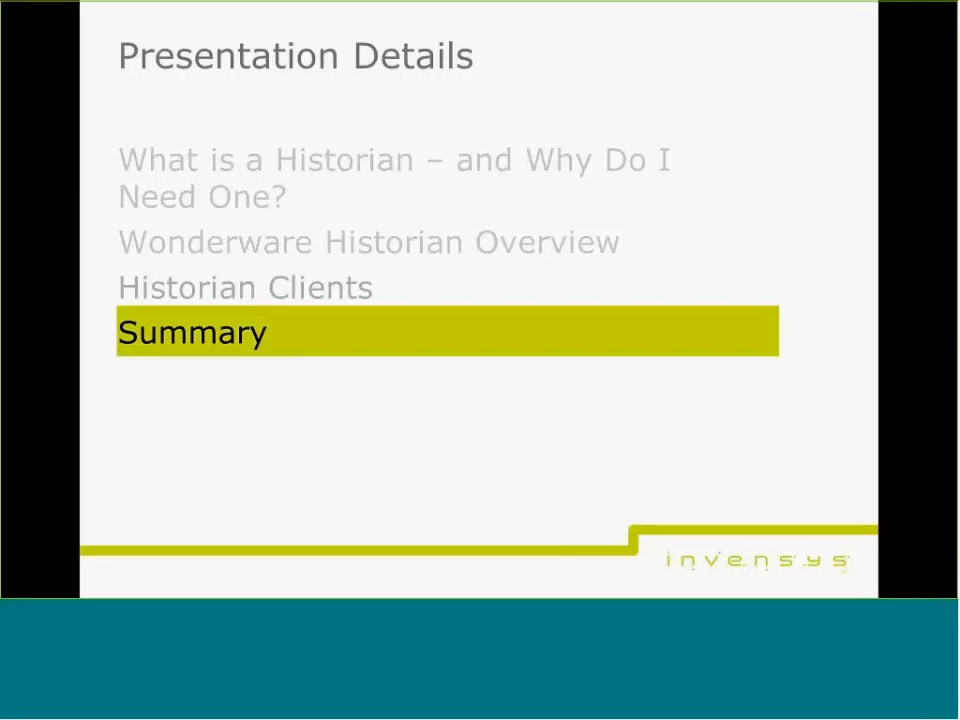 Presentation Details
What is a Historian – and Why Do I
Need One?
Wonderware Historian Overview
Historian Clients
Summary
invensys